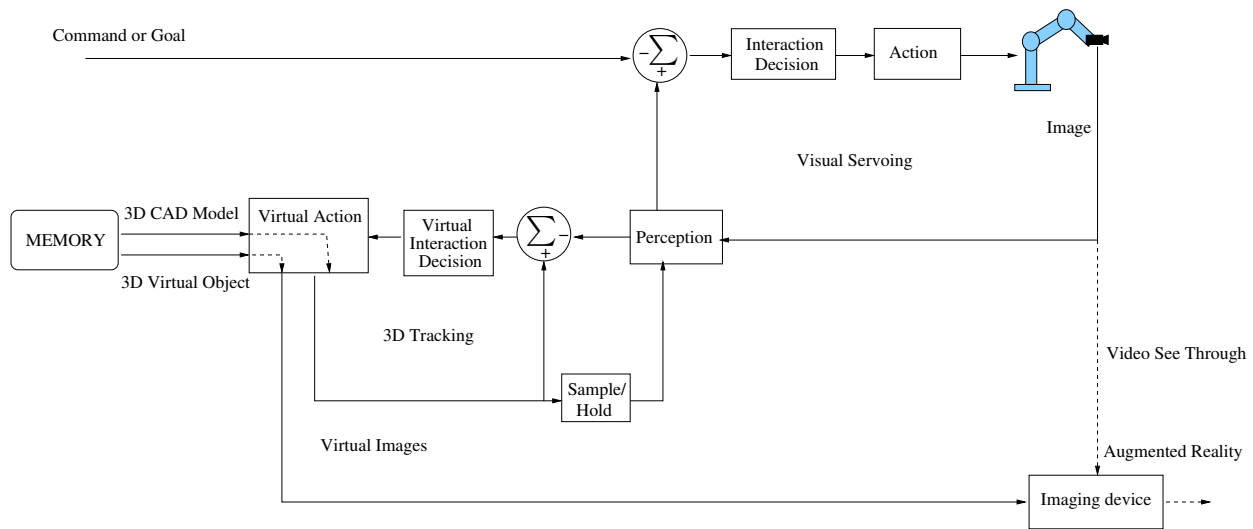 Command or Goal
−∑
+
Interaction
Decision
Action
Image
Visual Servoing
MEMORY
3D CAD Model
3D Virtual Object
Virtual Action
Virtual
Interaction
Decision
∑−
+
Perception
3D Tracking
Sample/
Hold
Video See Through
Virtual Images
Augmented Reality
Imaging device